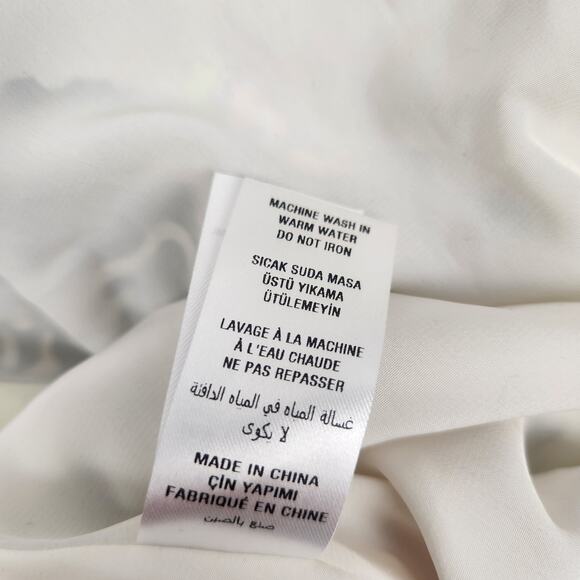 MACHINE WASH IN
WARM WATER
DO NOT IRON
SICAK SUDA MASA
ÜSTÜ YIKAMA
ÜTÜLEMEYİN
LAVAGE À LA MACHINE
À L'EAU CHAUDE
NE PAS REPASSER
غسالة المياه في المياه الدافئة
لا يكوى
MADE IN CHINA
ÇİN YAPIMI
FABRIQUÉ EN CHINE
صنع بالصين